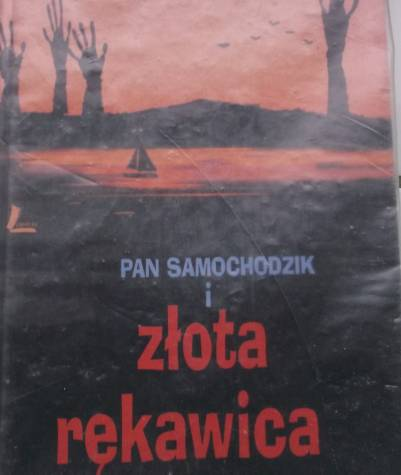 PAN SAMOCHODZIK
i
złota
rękawica